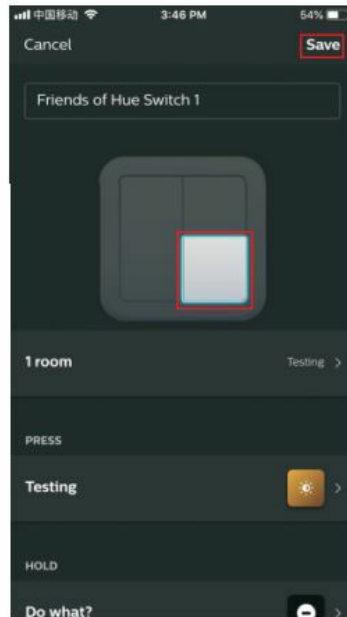 中国移动 3:46 PM 54%
Cancel Save
Friends of Hue Switch 1
1 room Testing
PRESS
Testing
HOLD
Do what?